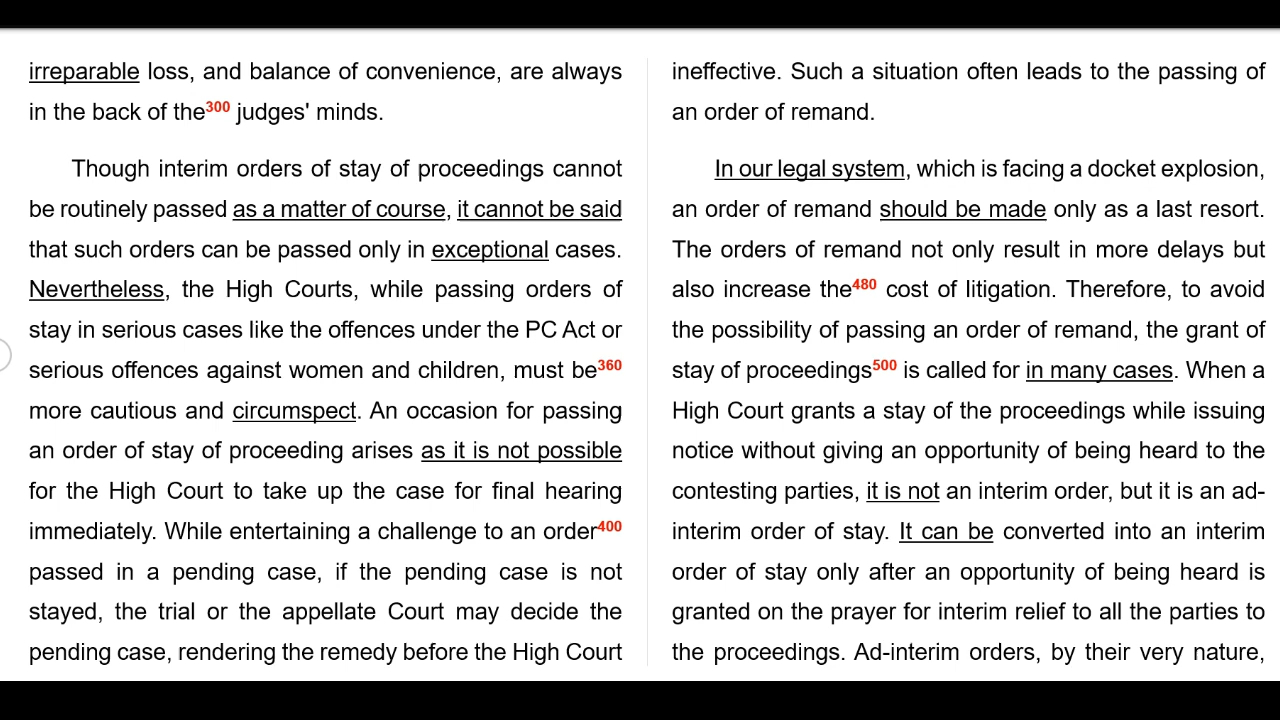 irreparable loss, and balance of convenience, are always
in the back of the300 judges' minds.
Though interim orders of stay of proceedings cannot
be routinely passed as a matter of course, it cannot be said
that such orders can be passed only in exceptional cases.
Nevertheless, the High Courts, while passing orders of
stay in serious cases like the offences under the PC Act or
serious offences against women and children, must be360
more cautious and circumspect. An occasion for passing
an order of stay of proceeding arises as it is not possible
for the High Court to take up the case for final hearing
immediately. While entertaining a challenge to an order400
passed in a pending case, if the pending case is not
stayed, the trial or the appellate Court may decide the
pending case, rendering the remedy before the High Court
ineffective. Such a situation often leads to the passing of
an order of remand.
In our legal system, which is facing a docket explosion,
an order of remand should be made only as a last resort.
The orders of remand not only result in more delays but
also increase the480 cost of litigation. Therefore, to avoid
the possibility of passing an order of remand, the grant of
stay of proceedings500 is called for in many cases. When a
High Court grants a stay of the proceedings while issuing
notice without giving an opportunity of being heard to the
contesting parties, it is not an interim order, but it is an ad-
interim order of stay. It can be converted into an interim
order of stay only after an opportunity of being heard is
granted on the prayer for interim relief to all the parties to
the proceedings. Ad-interim orders, by their very nature,